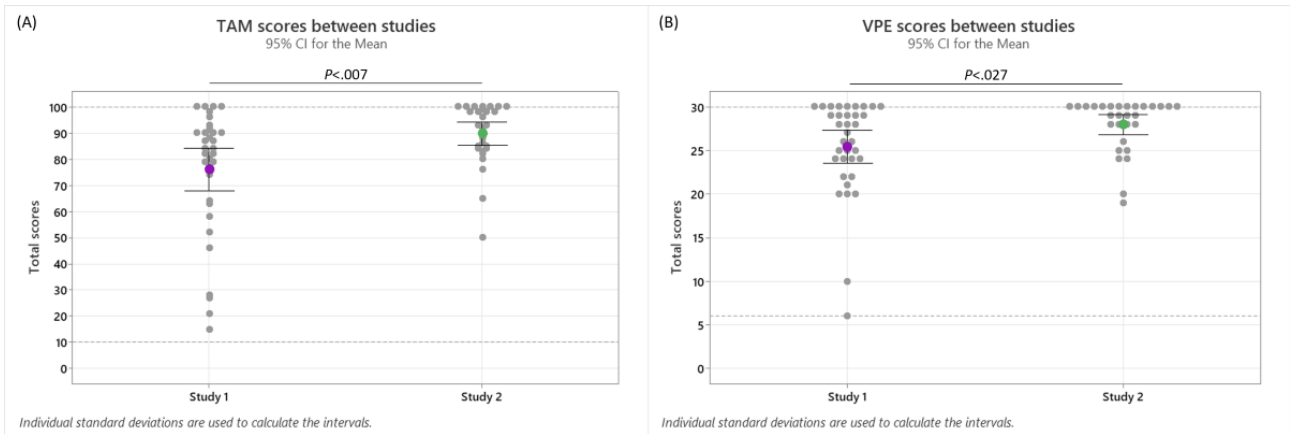 (A)
TAM scores between studies
95% CI for the Mean
P<.007
Total scores
100
90
80
70
60
50
40
30
20
10
0
Study 1
Study 2
Individual standard deviations are used to calculate the intervals.
(B)
VPE scores between studies
95% CI for the Mean
P<.027
Total scores
30
25
20
15
10
5
0
Study 1
Study 2
Individual standard deviations are used to calculate the intervals.